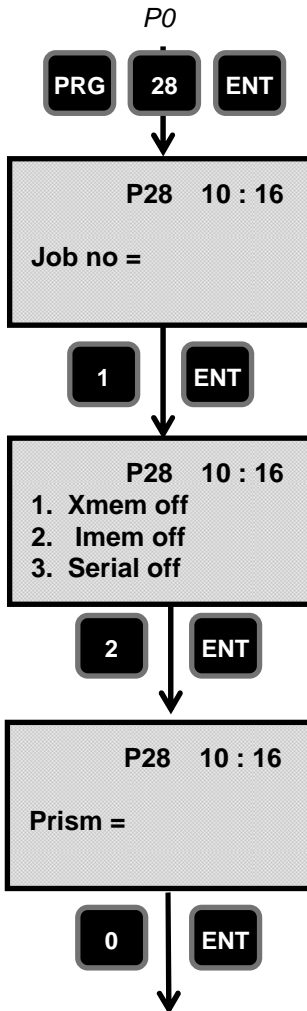 P0
PRG 28 ENT
P28 10 : 16
Job no =
1 ENT
P28 10 : 16
1. Xmem off
2. Imem off
3. Serial off
2 ENT
P28 10 : 16
Prism =
0 ENT